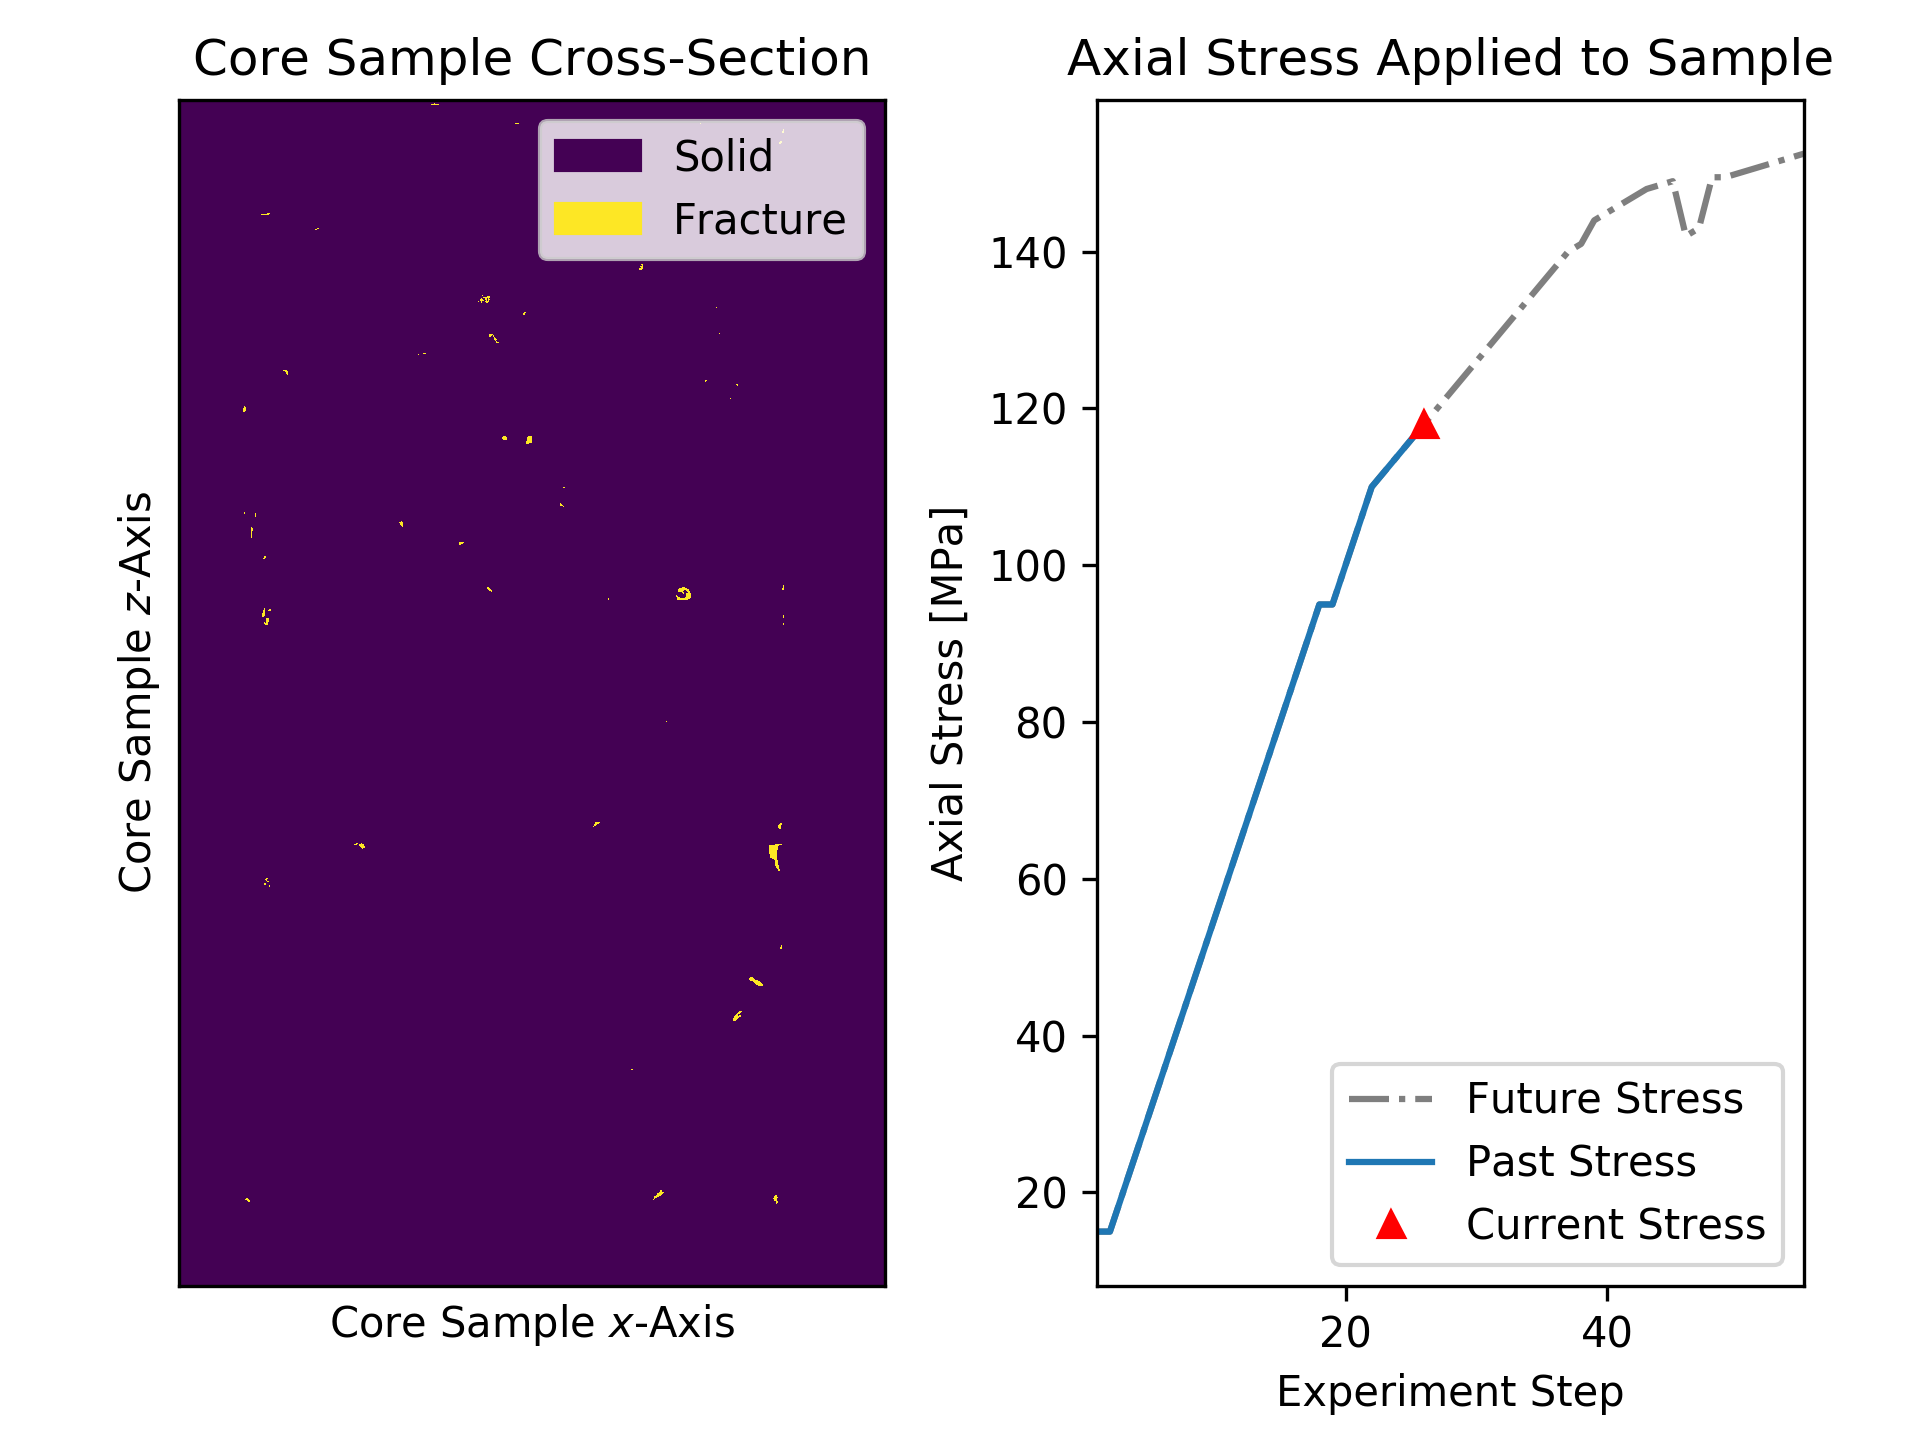 Core Sample Cross-Section
Solid
Fracture
Core Sample z-Axis
Core Sample x-Axis
Axial Stress Applied to Sample
140
120
100
80
60
40
20
Axial Stress [MPa]
Future Stress
Past Stress
Current Stress
20 40
Experiment Step